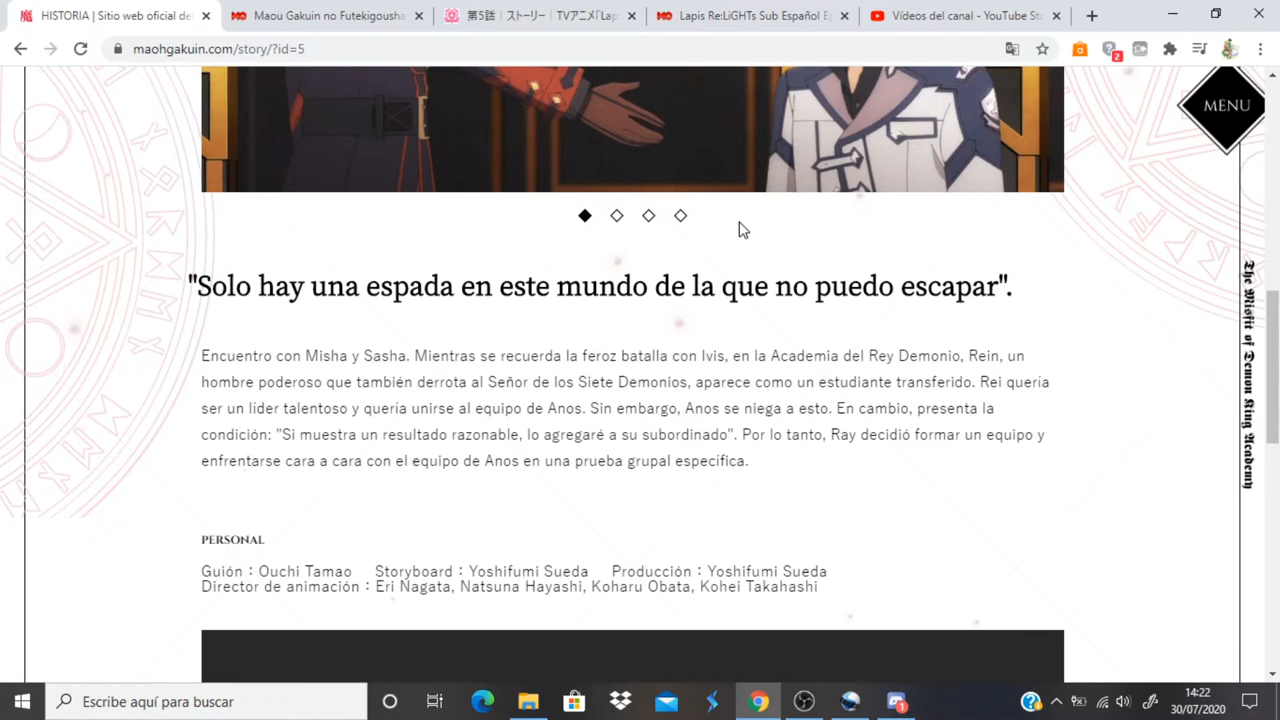 HISTORIA | Sitio web oficial de
Maou Gakuin no Futekigousha
第5話 | ストーリー | TVアニメ「Lap
Lapis Re:LiGHTs Sub Español Ep
Vídeos del canal - YouTube Stu
maohgakuin.com/story/?id=5
2
MENU
"Solo hay una espada en este mundo de la que no puedo escapar".
Encuentro con Misha y Sasha. Mientras se recuerda la feroz batalla con Ivis, en la Academia del Rey Demonio, Rein, un
hombre poderoso que también derrota al Señor de los Siete Demonios, aparece como un estudiante transferido. Rei quería
ser un líder talentoso y quería unirse al equipo de Anos. Sin embargo, Anos se niega a esto. En cambio, presenta la
condición: "Si muestra un resultado razonable, lo agregaré a su subordinado". Por lo tanto, Ray decidió formar un equipo y
enfrentarse cara a cara con el equipo de Anos en una prueba grupal específica.
The Misfit of Demon King Academy
PERSONAL
Guión：Ouchi Tamao Storyboard：Yoshifumi Sueda Producción：Yoshifumi Sueda
Director de animación：Eri Nagata, Natsuna Hayashi, Koharu Obata, Kohei Takahashi
Escribe aquí para buscar
1
14:22
30/07/2020